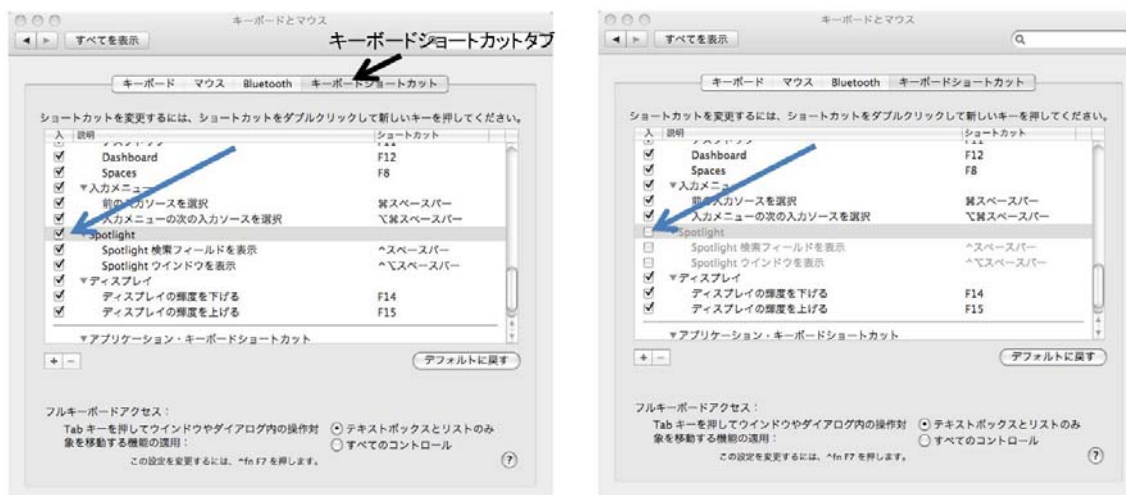 キーボードとマウス
すべてを表示
キーボードショートカットタブ
キーボード マウス Bluetooth キーボードショートカット
ショートカットを変更するには、ショートカットをダブルクリックして新しいキーを押してください。
入 説明 ショートカット
Dashboard F12
Spaces F8
▼入力メニュー
前の入力ソースを選択 ⌘スペースバー
入力メニューの次の入力ソースを選択 ⌥⌘スペースバー
Spotlight
Spotlight 検索フィールドを表示 ^スペースバー
Spotlight ウインドウを表示 ^⌥スペースバー
▼ディスプレイ
ディスプレイの輝度を下げる F14
ディスプレイの輝度を上げる F15
▼アプリケーション・キーボードショートカット
+ −
デフォルトに戻す
フルキーボードアクセス：
Tab キーを押してウインドウやダイアログ内の操作対
象を移動する機能の適用：
テキストボックスとリストのみ
すべてのコントロール
この設定を変更するには、^fn F7 を押します。
?
キーボードとマウス
すべてを表示
キーボード マウス Bluetooth キーボードショートカット
ショートカットを変更するには、ショートカットをダブルクリックして新しいキーを押してください。
入 説明 ショートカット
Dashboard F12
Spaces F8
▼入力メニュー
前の入力ソースを選択 ⌘スペースバー
入力メニューの次の入力ソースを選択 ⌥⌘スペースバー
Spotlight
Spotlight 検索フィールドを表示 ^スペースバー
Spotlight ウインドウを表示 ^⌥スペースバー
▼ディスプレイ
ディスプレイの輝度を下げる F14
ディスプレイの輝度を上げる F15
▼アプリケーション・キーボードショートカット
+ −
デフォルトに戻す
フルキーボードアクセス：
Tab キーを押してウインドウやダイアログ内の操作対
象を移動する機能の適用：
テキストボックスとリストのみ
すべてのコントロール
この設定を変更するには、^fn F7 を押します。
?